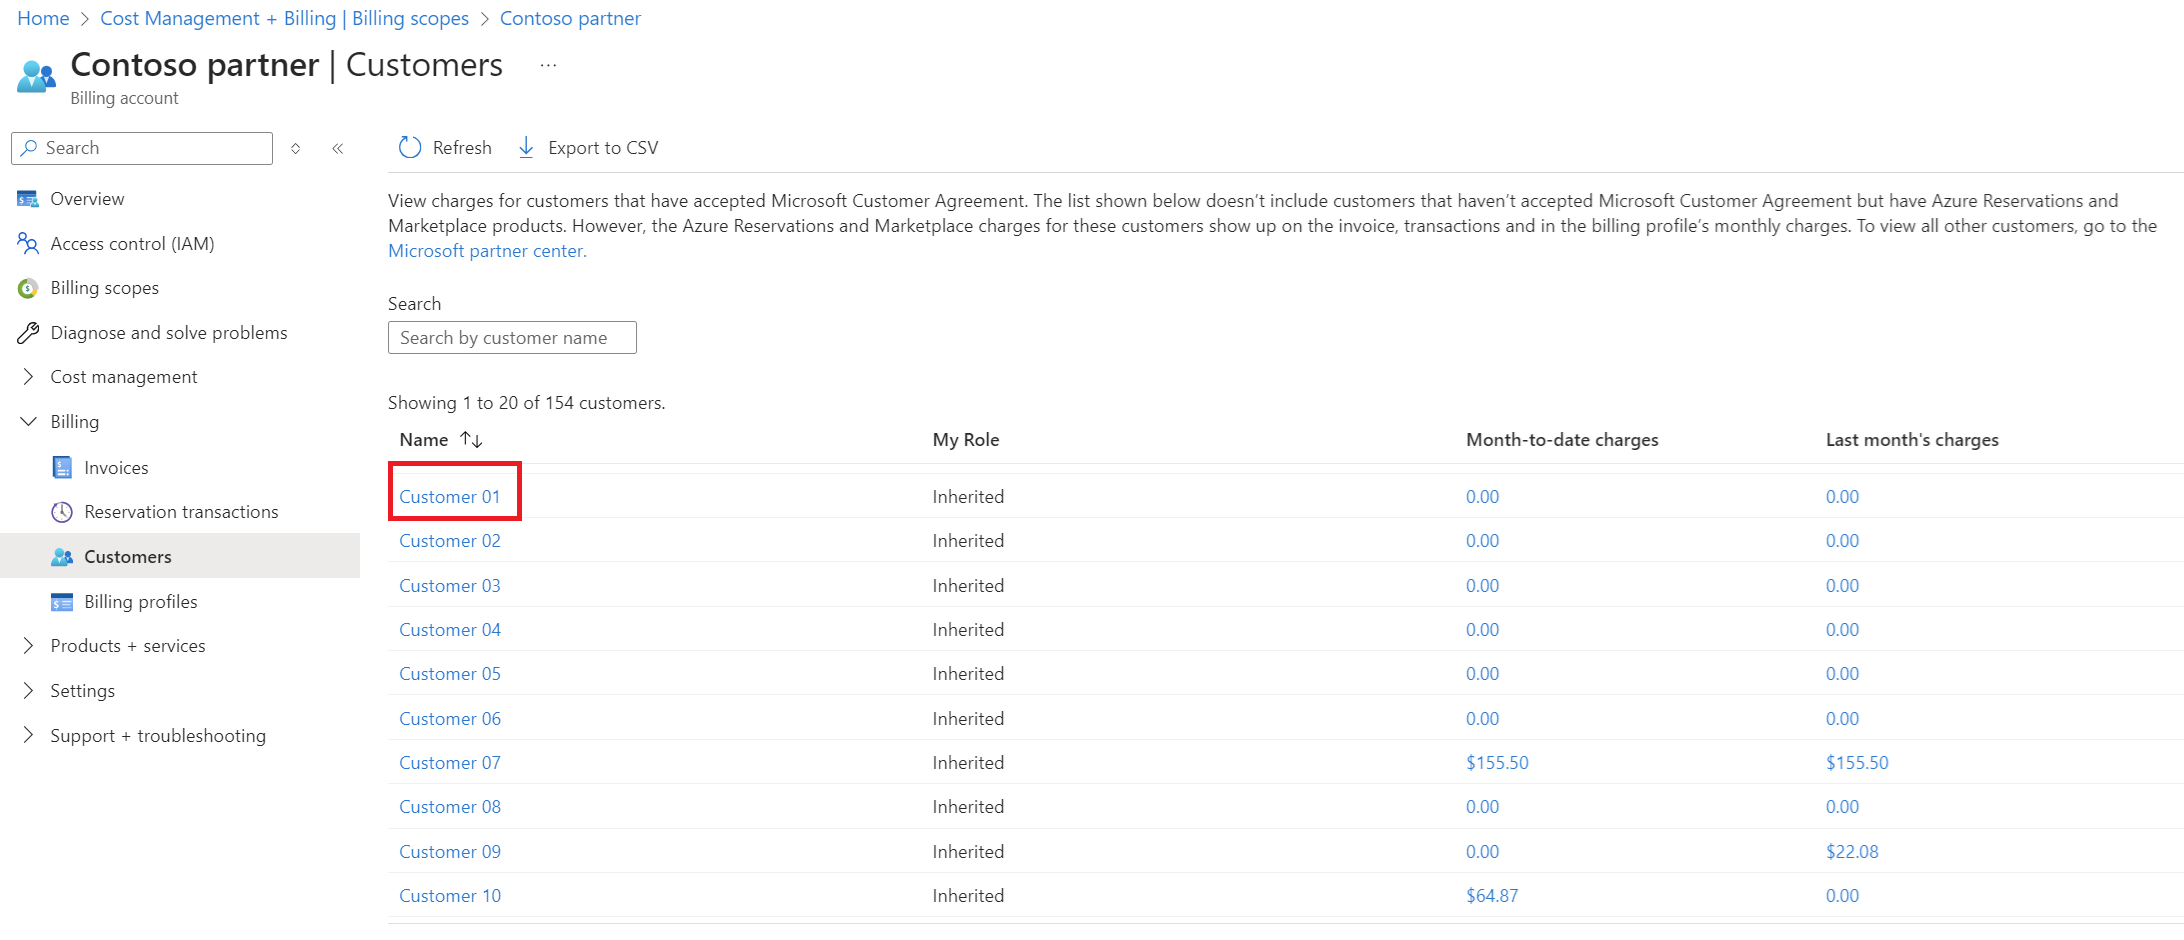 Home > Cost Management + Billing | Billing scopes > Contoso partner
Contoso partner | Customers ...
Billing account
Search
Overview
Access control (IAM)
Billing scopes
Diagnose and solve problems
Cost management
Billing
Invoices
Reservation transactions
Customers
Billing profiles
Products + services
Settings
Support + troubleshooting
Refresh Export to CSV
View charges for customers that have accepted Microsoft Customer Agreement. The list shown below doesn’t include customers that haven’t accepted Microsoft Customer Agreement but have Azure Reservations and
Marketplace products. However, the Azure Reservations and Marketplace charges for these customers show up on the invoice, transactions and in the billing profile’s monthly charges. To view all other customers, go to the
Microsoft partner center.
Search
Search by customer name
Showing 1 to 20 of 154 customers.
Name My Role Month-to-date charges Last month's charges
Customer 01 Inherited 0.00 0.00
Customer 02 Inherited 0.00 0.00
Customer 03 Inherited 0.00 0.00
Customer 04 Inherited 0.00 0.00
Customer 05 Inherited 0.00 0.00
Customer 06 Inherited 0.00 0.00
Customer 07 Inherited $155.50 $155.50
Customer 08 Inherited 0.00 0.00
Customer 09 Inherited 0.00 $22.08
Customer 10 Inherited $64.87 0.00